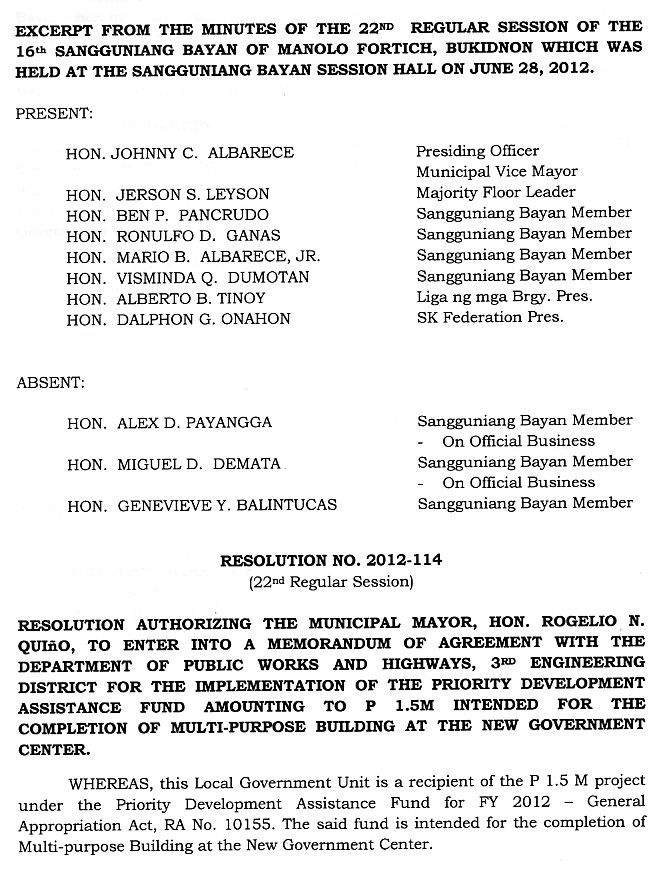 EXCERPT FROM THE MINUTES OF THE 22ND REGULAR SESSION OF THE
16th SANGGUNIANG BAYAN OF MANOLO FORTICH, BUKIDNON WHICH WAS
HELD AT THE SANGGUNIANG BAYAN SESSION HALL ON JUNE 28, 2012.
PRESENT:
HON. JOHNNY C. ALBARECE Presiding Officer
Municipal Vice Mayor
HON. JERSON S. LEYSON Majority Floor Leader
HON. BEN P. PANCRUDO Sangguniang Bayan Member
HON. RONULFO D. GANAS Sangguniang Bayan Member
HON. MARIO B. ALBARECE, JR. Sangguniang Bayan Member
HON. VISMINDA Q. DUMOTAN Sangguniang Bayan Member
HON. ALBERTO B. TINOY Liga ng mga Brgy. Pres.
HON. DALPHON G. ONAHON SK Federation Pres.
ABSENT:
HON. ALEX D. PAYANGGA Sangguniang Bayan Member
- On Official Business
HON. MIGUEL D. DEMATA Sangguniang Bayan Member
- On Official Business
HON. GENEVIEVE Y. BALINTUCAS Sangguniang Bayan Member
RESOLUTION NO. 2012-114
(22nd Regular Session)
RESOLUTION AUTHORIZING THE MUNICIPAL MAYOR, HON. ROGELIO N.
QUIñO, TO ENTER INTO A MEMORANDUM OF AGREEMENT WITH THE
DEPARTMENT OF PUBLIC WORKS AND HIGHWAYS, 3RD ENGINEERING
DISTRICT FOR THE IMPLEMENTATION OF THE PRIORITY DEVELOPMENT
ASSISTANCE FUND AMOUNTING TO P 1.5M INTENDED FOR THE
COMPLETION OF MULTI-PURPOSE BUILDING AT THE NEW GOVERNMENT
CENTER.
WHEREAS, this Local Government Unit is a recipient of the P 1.5 M project
under the Priority Development Assistance Fund for FY 2012 – General
Appropriation Act, RA No. 10155. The said fund is intended for the completion of
Multi-purpose Building at the New Government Center.